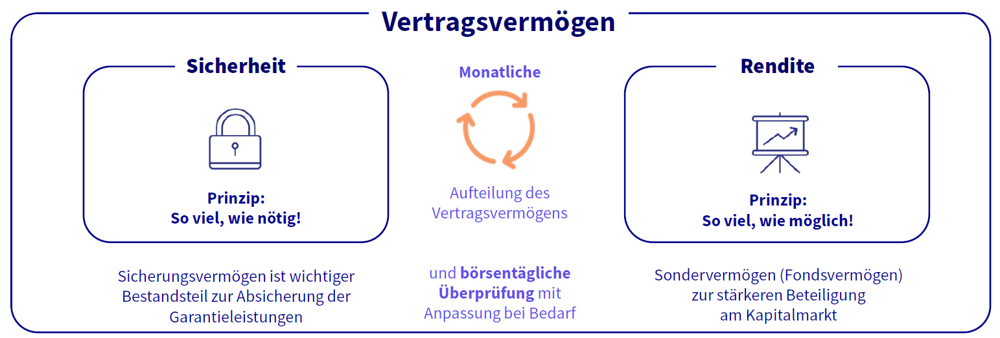 Vertragsvermögen
Sicherheit
Prinzip:
So viel, wie nötig!
Sicherungsvermögen ist wichtiger
Bestandsteil zur Absicherung der
Garantieleistungen
Monatliche
Aufteilung des
Vertragsvermögens
und börsentägliche
Überprüfung mit
Anpassung bei Bedarf
Rendite
Prinzip:
So viel, wie möglich!
Sondervermögen (Fondsvermögen)
zur stärkeren Beteiligung
am Kapitalmarkt